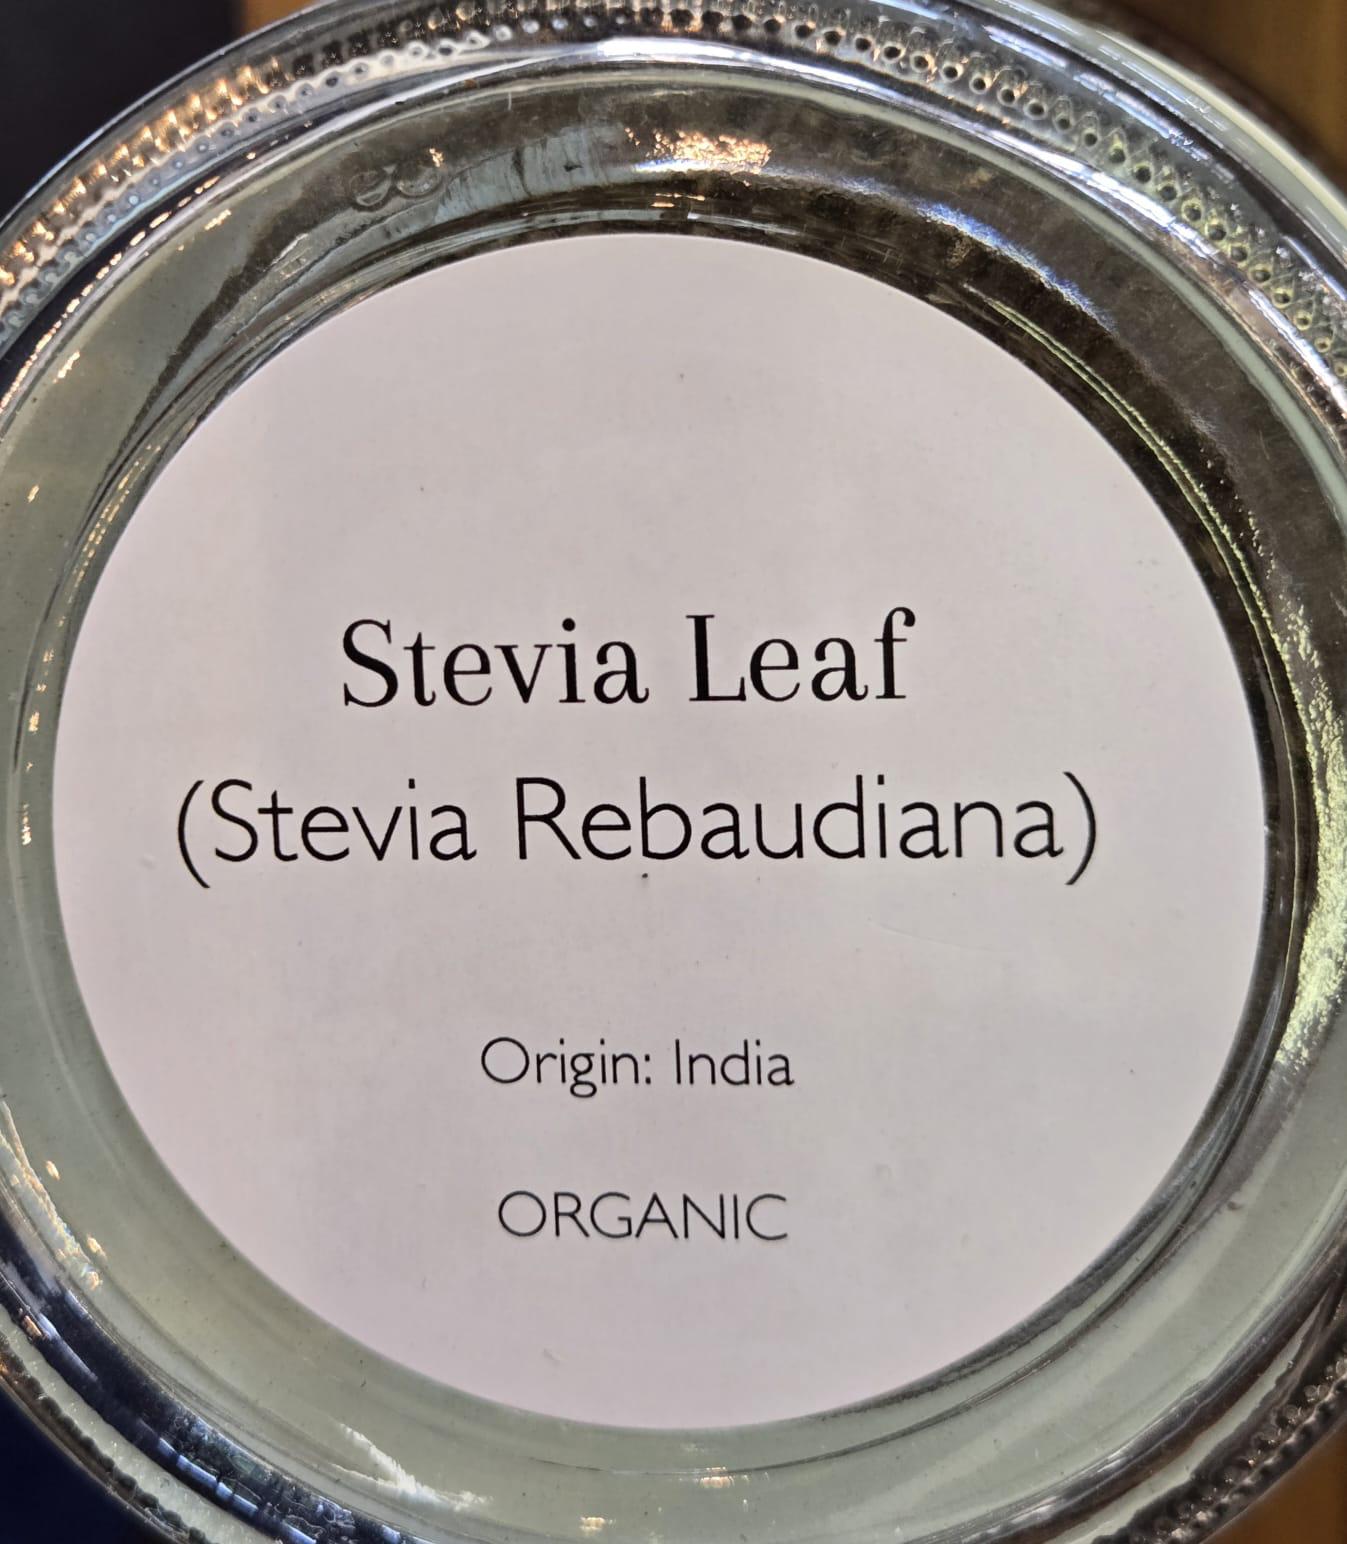 Stevia Leaf
(Stevia Rebaudiana)
Origin: India
ORGANIC